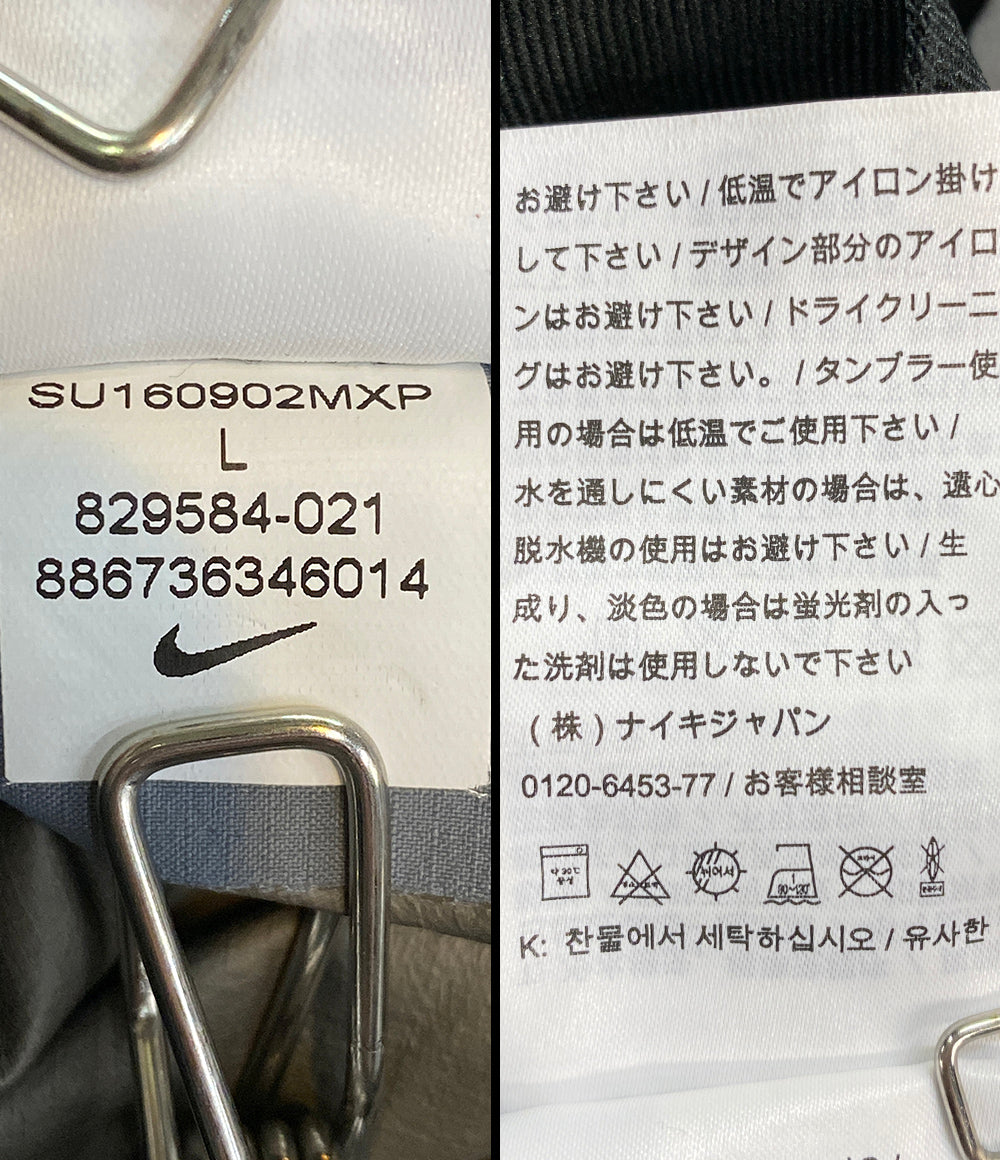 SU160902MXP
L
829584-021
886736346014
お避け下さい / 低温でアイロン掛け
して下さい / デザイン部分のアイロ
ンはお避け下さい / ドライクリーニ
グはお避け下さい。 / タンブラー使
用の場合は低温でご使用下さい /
水を通しにくい素材の場合は、遠心
脱水機の使用はお避け下さい / 生
成り、淡色の場合は蛍光剤の入っ
た洗剤は使用しないで下さい
(株)ナイキジャパン
0120-6453-77 / お客様相談室
약 30℃
중성
80~120
K: 찬물에서 세탁하십시오 / 유사한